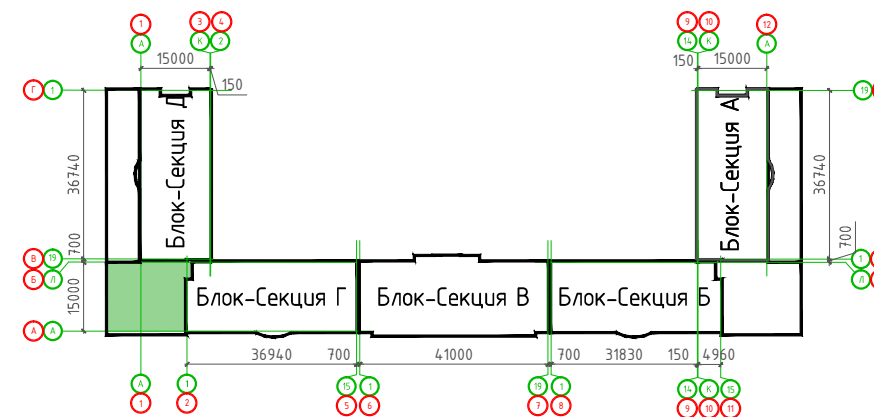 1 3 4 9 10 12
А К 2 14 К А
15000 150 15000
150
Г 1 19
Блок-Секция Д
Блок-Секция А
36740
36740
700
700
В 19 1
Б Л Л
15000
Блок-Секция Г Блок-Секция В Блок-Секция Б
А А
36940 700 41000 700 31830 150 4960
А 1 15 1 19 1 14 К 15
1 2 5 6 7 8 9 10 11